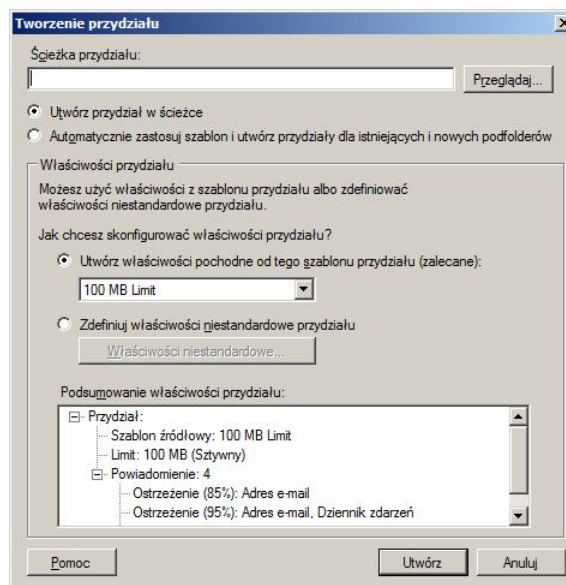 Tworzenie przydziału
Ścieżka przydziału:
Przeglądaj...
Utwórz przydział w ścieżce
Automatycznie zastosuj szablon i utwórz przydziały dla istniejących i nowych podfolderów
Właściwości przydziału
Możesz użyć właściwości z szablonu przydziału albo zdefiniować
właściwości niestandardowe przydziału.
Jak chcesz skonfigurować właściwości przydziału?
Utwórz właściwości pochodne od tego szablonu przydziału (zalecane):
100 MB Limit
Zdefiniuj właściwości niestandardowe przydziału
Właściwości niestandardowe...
Podsumowanie właściwości przydziału:
Przydział:
Szablon źródłowy: 100 MB Limit
Limit: 100 MB (Sztywny)
Powiadomienie: 4
Ostrzeżenie (85%): Adres e-mail
Ostrzeżenie (95%): Adres e-mail, Dziennik zdarzeń
Pomoc
Utwórz
Anuluj